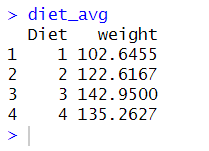 > diet_avg
  Diet   weight
1    1 102.6455
2    2 122.6167
3    3 142.9500
4    4 135.2627
>